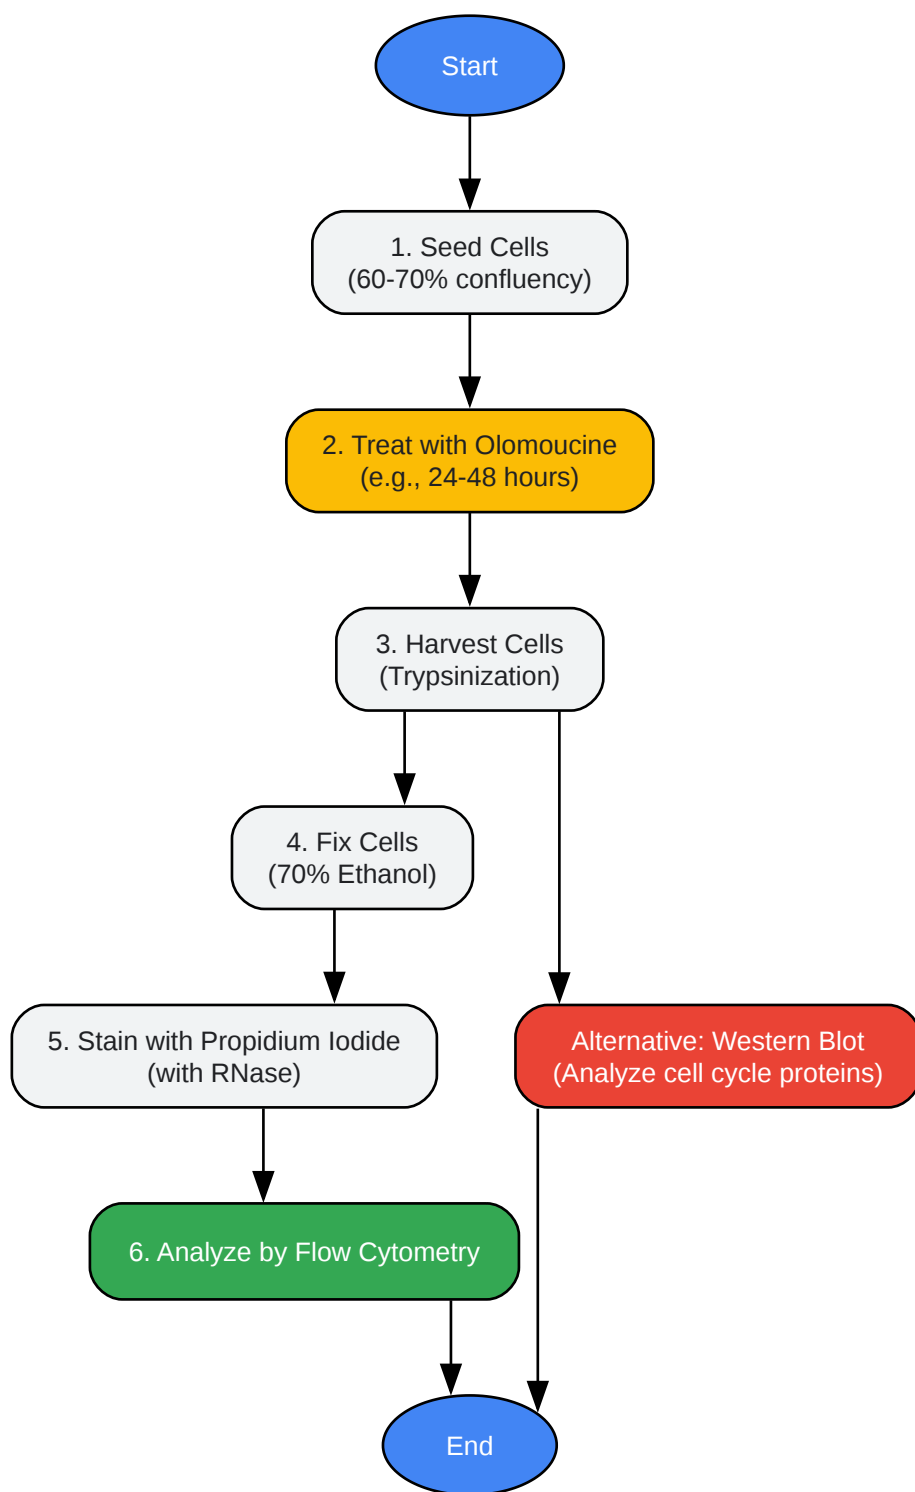 Start
1. Seed Cells
(60-70% confluency)
2. Treat with Olomoucine
(e.g., 24-48 hours)
3. Harvest Cells
(Trypsinization)
4. Fix Cells
(70% Ethanol)
5. Stain with Propidium Iodide
(with RNase)
Alternative: Western Blot
(Analyze cell cycle proteins)
6. Analyze by Flow Cytometry
End